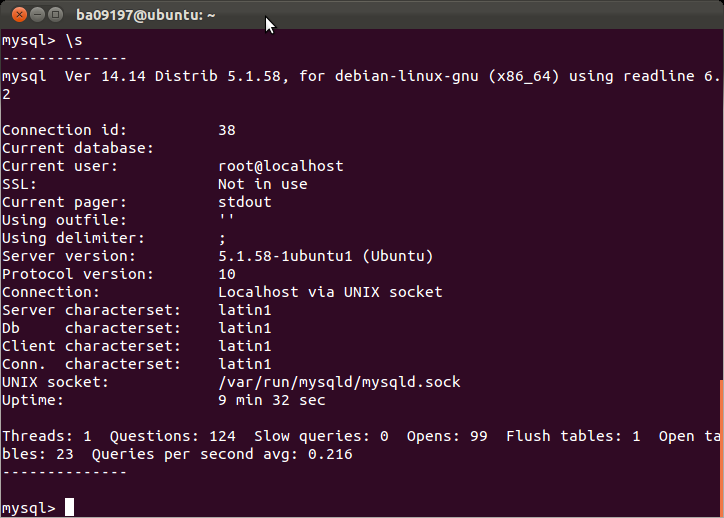 ba09197@ubuntu: ~
mysql> \s
--------------
mysql  Ver 14.14 Distrib 5.1.58, for debian-linux-gnu (x86_64) using readline 6.
2

Connection id:          38
Current database:
Current user:           root@localhost
SSL:                    Not in use
Current pager:          stdout
Using outfile:          ''
Using delimiter:        ;
Server version:         5.1.58-1ubuntu1 (Ubuntu)
Protocol version:       10
Connection:             Localhost via UNIX socket
Server characterset:    latin1
Db     characterset:    latin1
Client characterset:    latin1
Conn.  characterset:    latin1
UNIX socket:            /var/run/mysqld/mysqld.sock
Uptime:                 9 min 32 sec

Threads: 1  Questions: 124  Slow queries: 0  Opens: 99  Flush tables: 1  Open ta
bles: 23  Queries per second avg: 0.216
--------------

mysql>